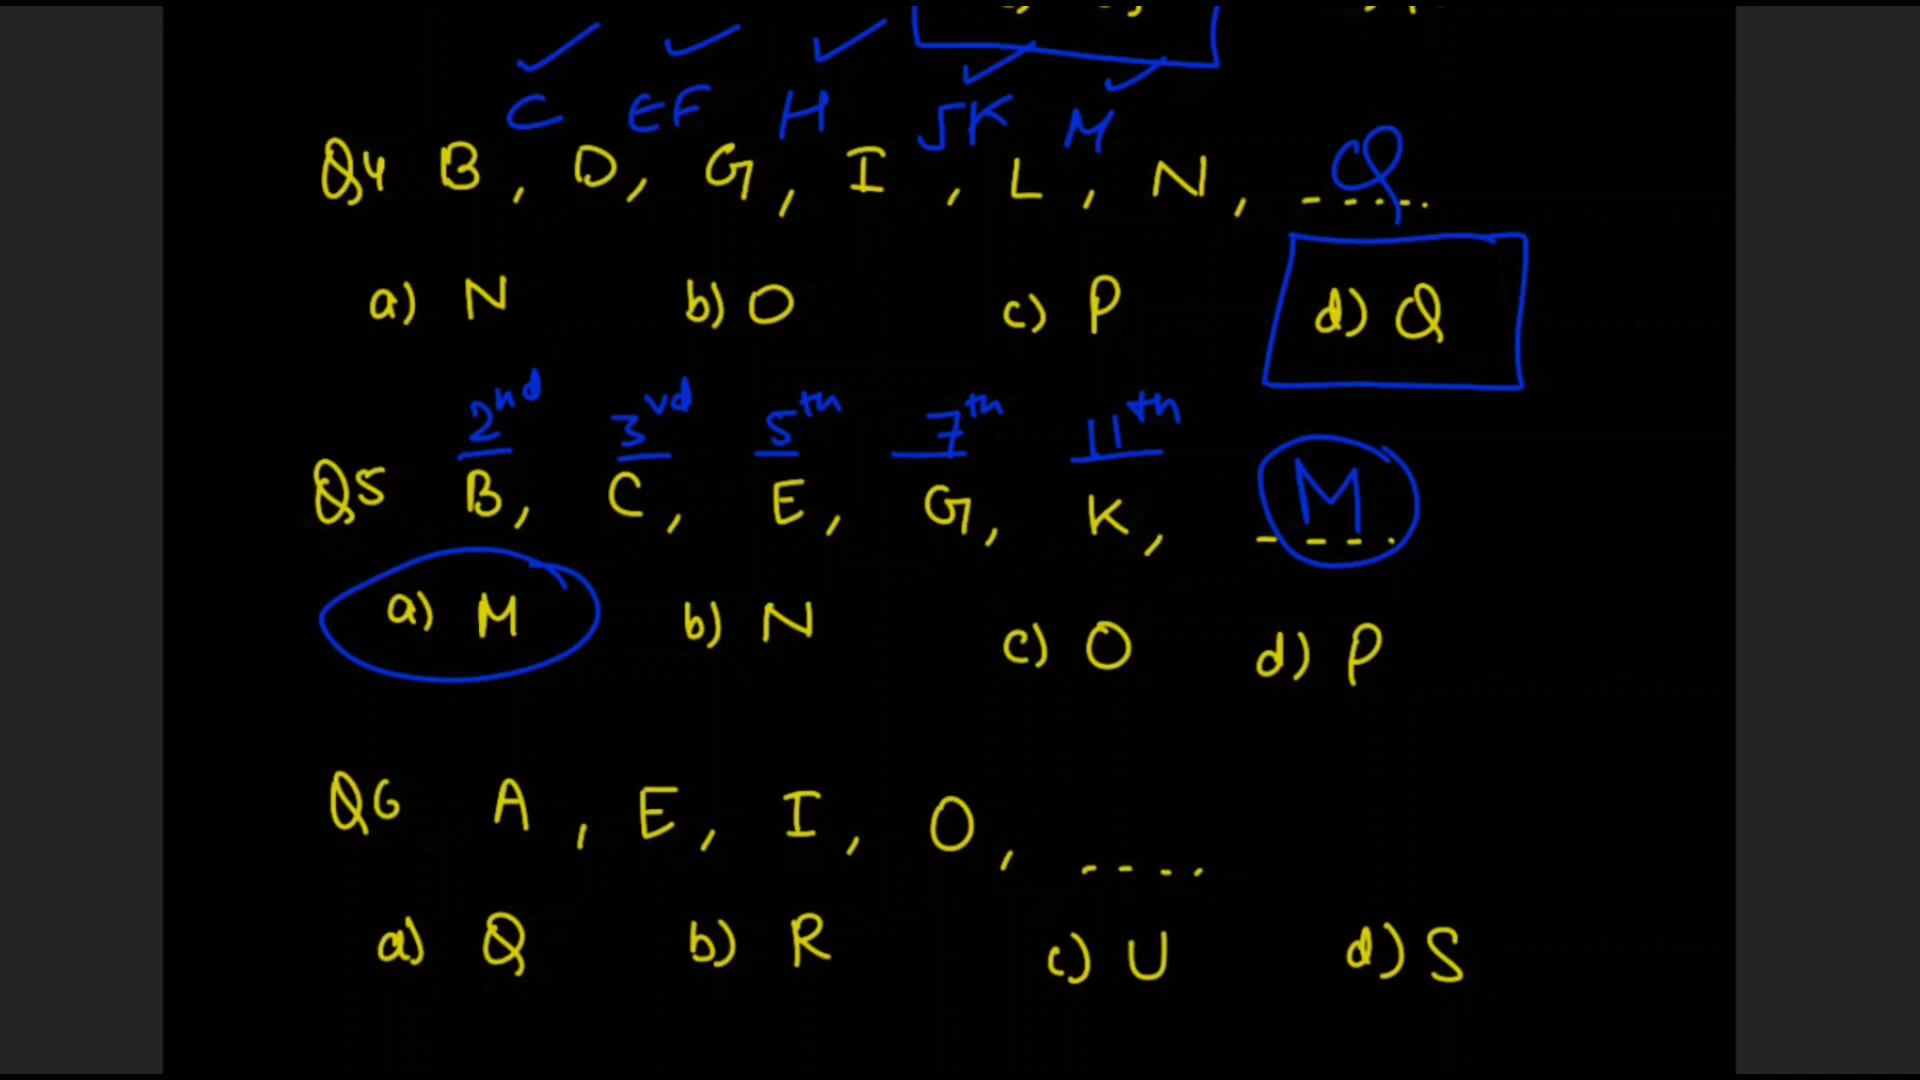 C EF H JK M
Q4 B, D, G, I, L, N, ..... Q
a) N b) O c) P d) Q
2nd 3rd 5th 7th 11th
Q5 B, C, E, G, K, .... M
a) M b) N c) O d) P
Q6 A, E, I, O, ....
a) Q b) R c) U d) S